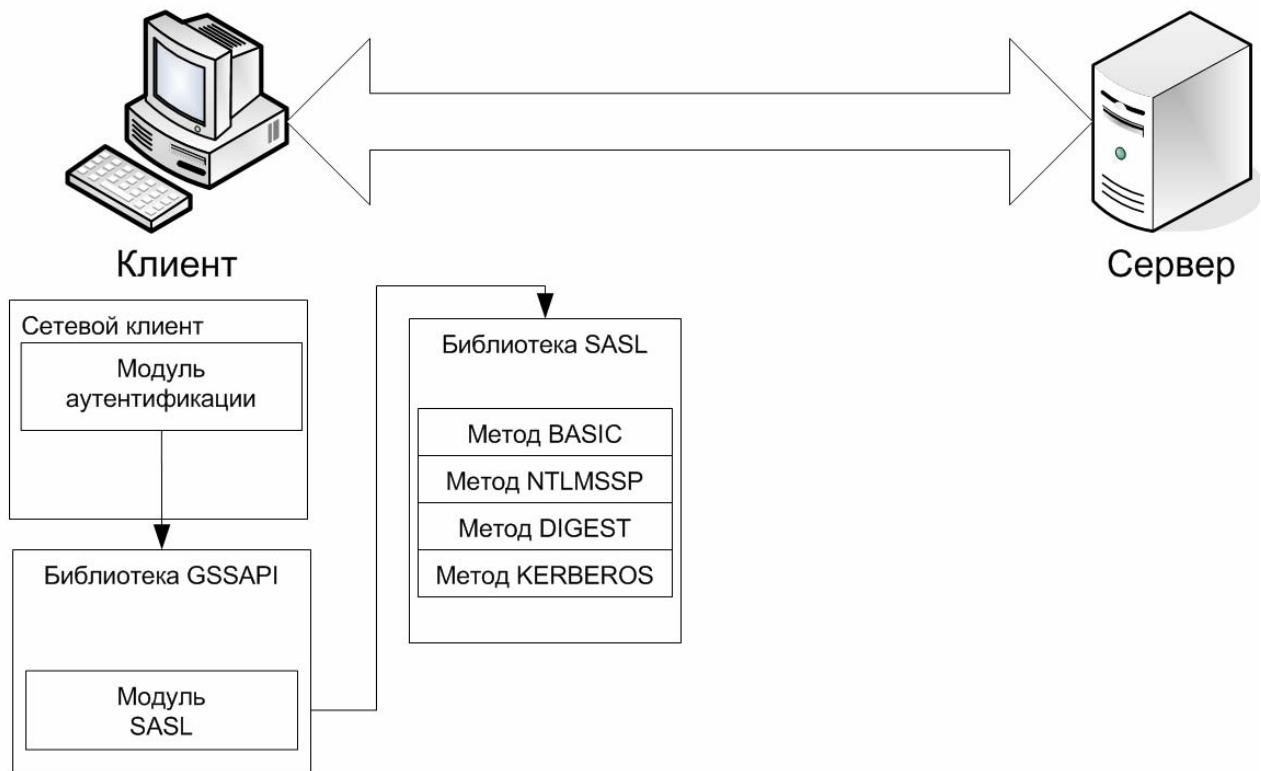 Клиент
Сервер
Сетевой клиент
Модуль
аутентификации
Библиотека GSSAPI
Модуль
SASL
Библиотека SASL
Метод BASIC
Метод NTLMSSP
Метод DIGEST
Метод KERBEROS